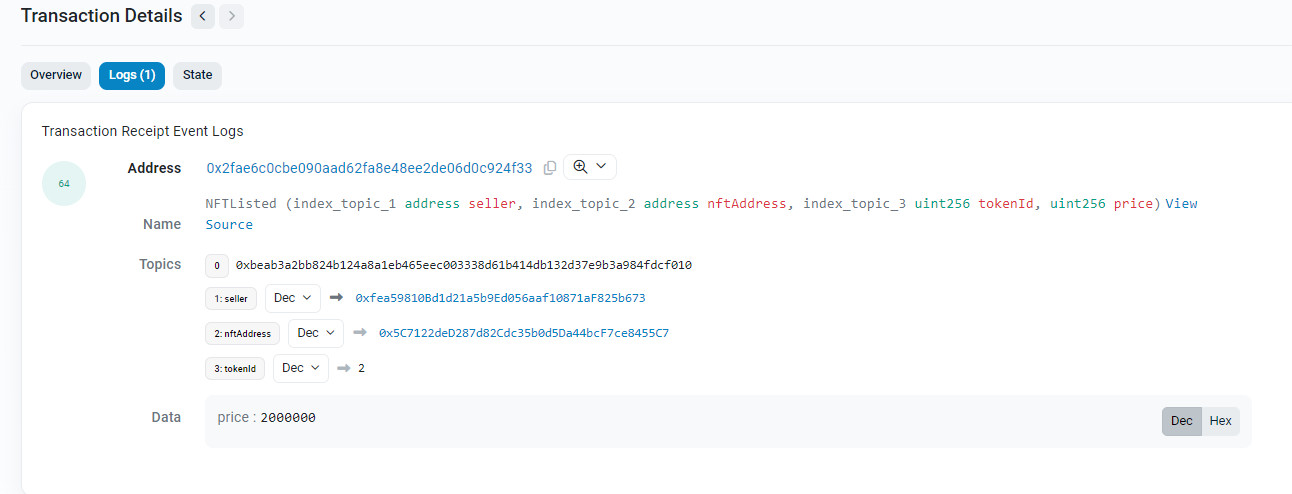 Transaction Details
Overview Logs (1) State
Transaction Receipt Event Logs
64
Address 0x2fae6c0cbe090aad62fa8e48ee2de06d0c924f33
Name NFTListed (index_topic_1 address seller, index_topic_2 address nftAddress, index_topic_3 uint256 tokenId, uint256 price) View
Source
Topics 0 0xbeab3a2bb824b124a8a1eb465eec003338d61b414db132d37e9b3a984fdcf010
1: seller Dec 0xfea59810Bd1d21a5b9Ed056aaf10871aF825b673
2: nftAddress Dec 0x5C7122deD287d82Cdc35b0d5Da44bcF7ce8455C7
3: tokenId Dec 2
Data price : 2000000 Dec Hex